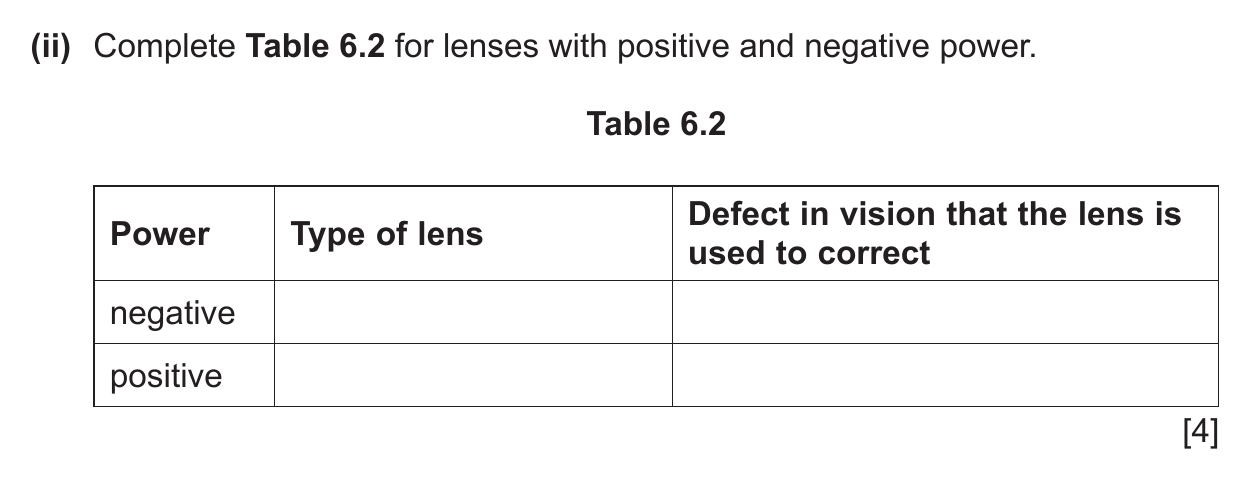 (ii) Complete Table 6.2 for lenses with positive and negative power.
Table 6.2
Power
Type of lens
Defect in vision that the lens is
used to correct
negative
positive
[4]